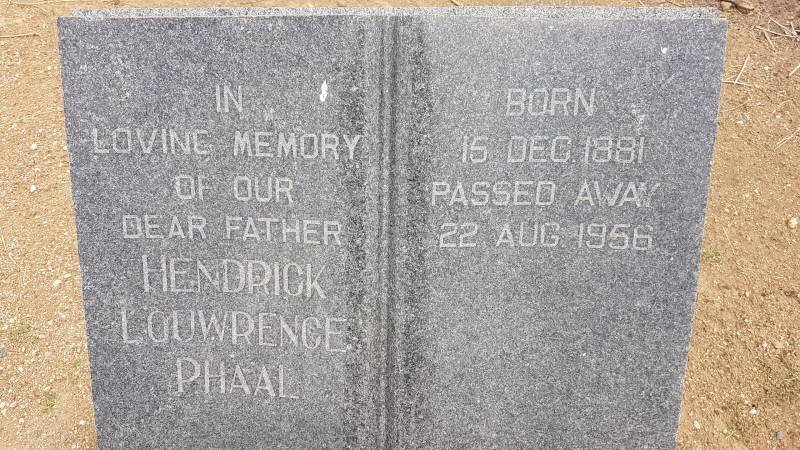 IN
LOVING MEMORY
OF OUR
DEAR FATHER
HENDRICK
LOUWRENCE
PHAAL
BORN
15 DEC. 1881
PASSED AWAY
22 AUG. 1956